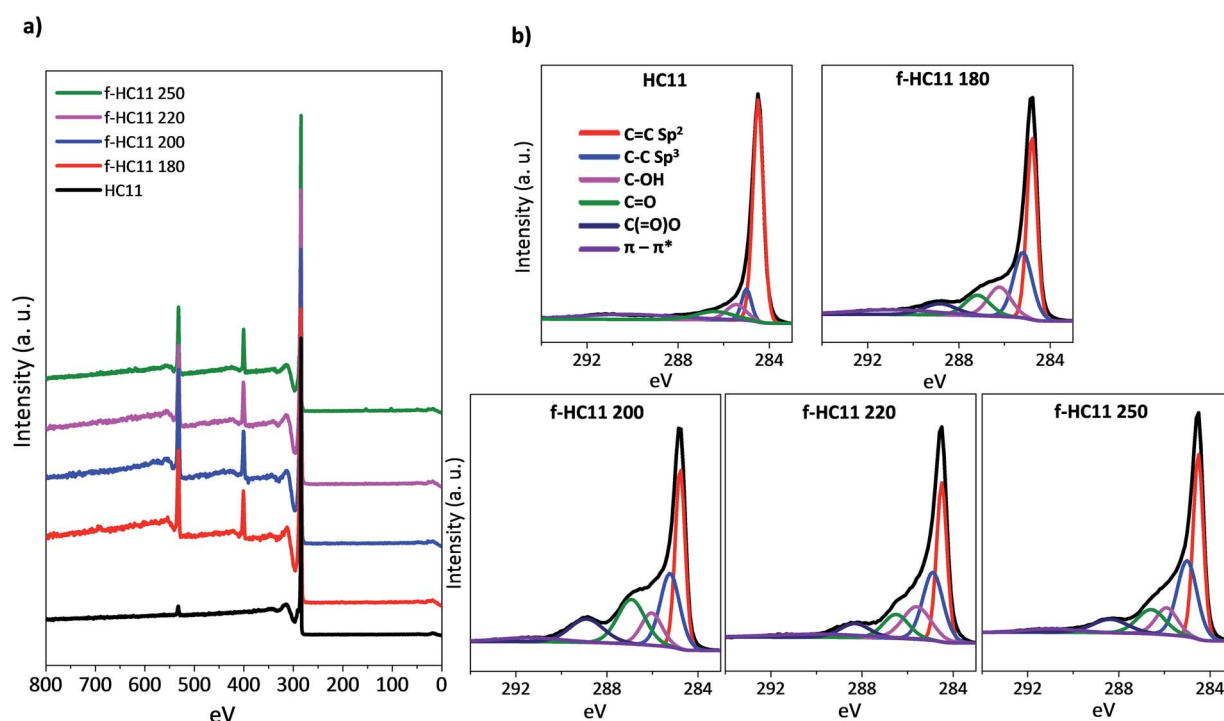 a)
f-HC11 250
f-HC11 220
f-HC11 200
f-HC11 180
HC11
Intensity (a. u.)
800 700 600 500 400 300 200 100 0
eV
b)
HC11
C=C Sp²
C-C Sp³
C-OH
C=O
C(=O)O
π – π*
Intensity (a. u.)
292 288 284
eV
f-HC11 180
292 288 284
eV
f-HC11 200
Intensity (a. u.)
292 288 284
eV
f-HC11 220
292 288 284
eV
f-HC11 250
292 288 284
eV